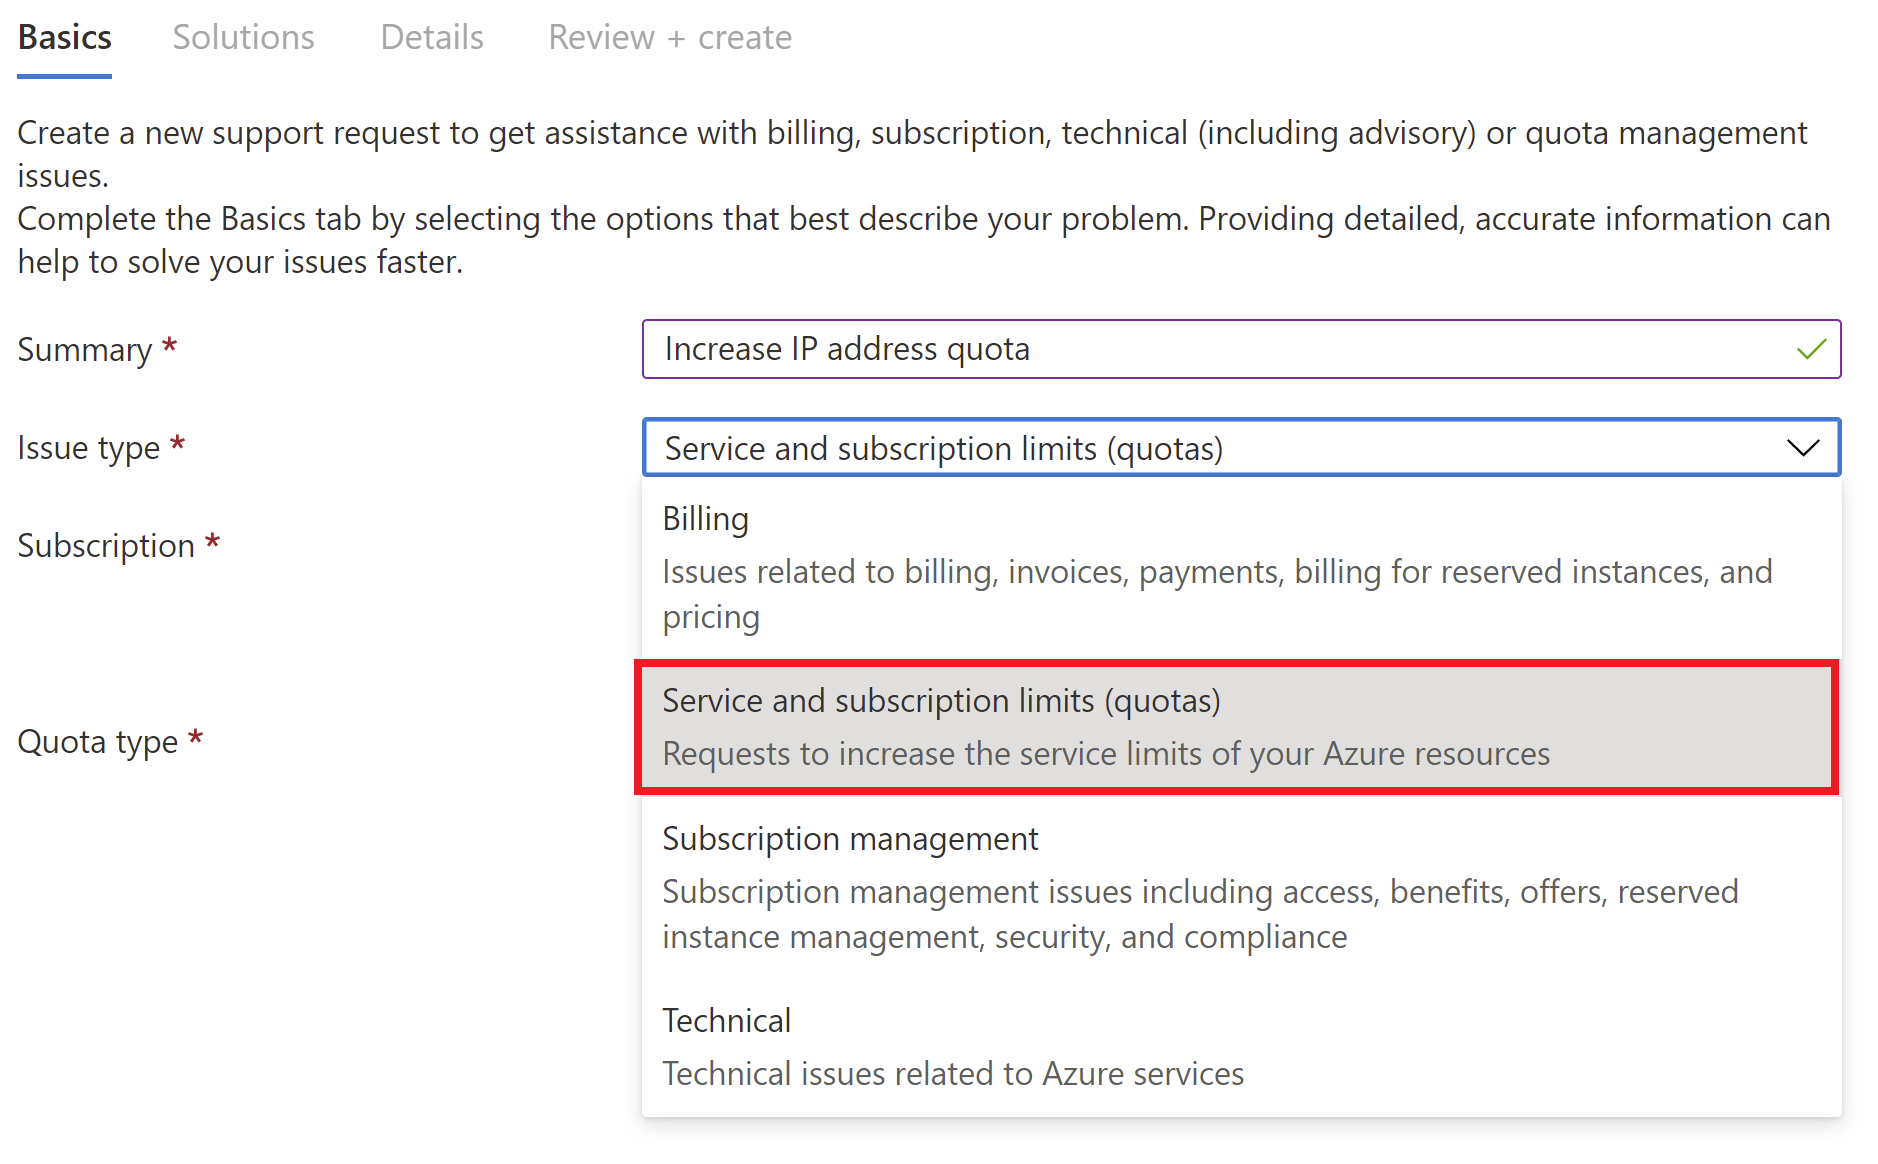 Basics Solutions Details Review + create
Create a new support request to get assistance with billing, subscription, technical (including advisory) or quota management
issues.
Complete the Basics tab by selecting the options that best describe your problem. Providing detailed, accurate information can
help to solve your issues faster.
Summary * Increase IP address quota
Issue type * Service and subscription limits (quotas)
Billing
Subscription *
Issues related to billing, invoices, payments, billing for reserved instances, and
pricing
Service and subscription limits (quotas)
Quota type *
Requests to increase the service limits of your Azure resources
Subscription management
Subscription management issues including access, benefits, offers, reserved
instance management, security, and compliance
Technical
Technical issues related to Azure services